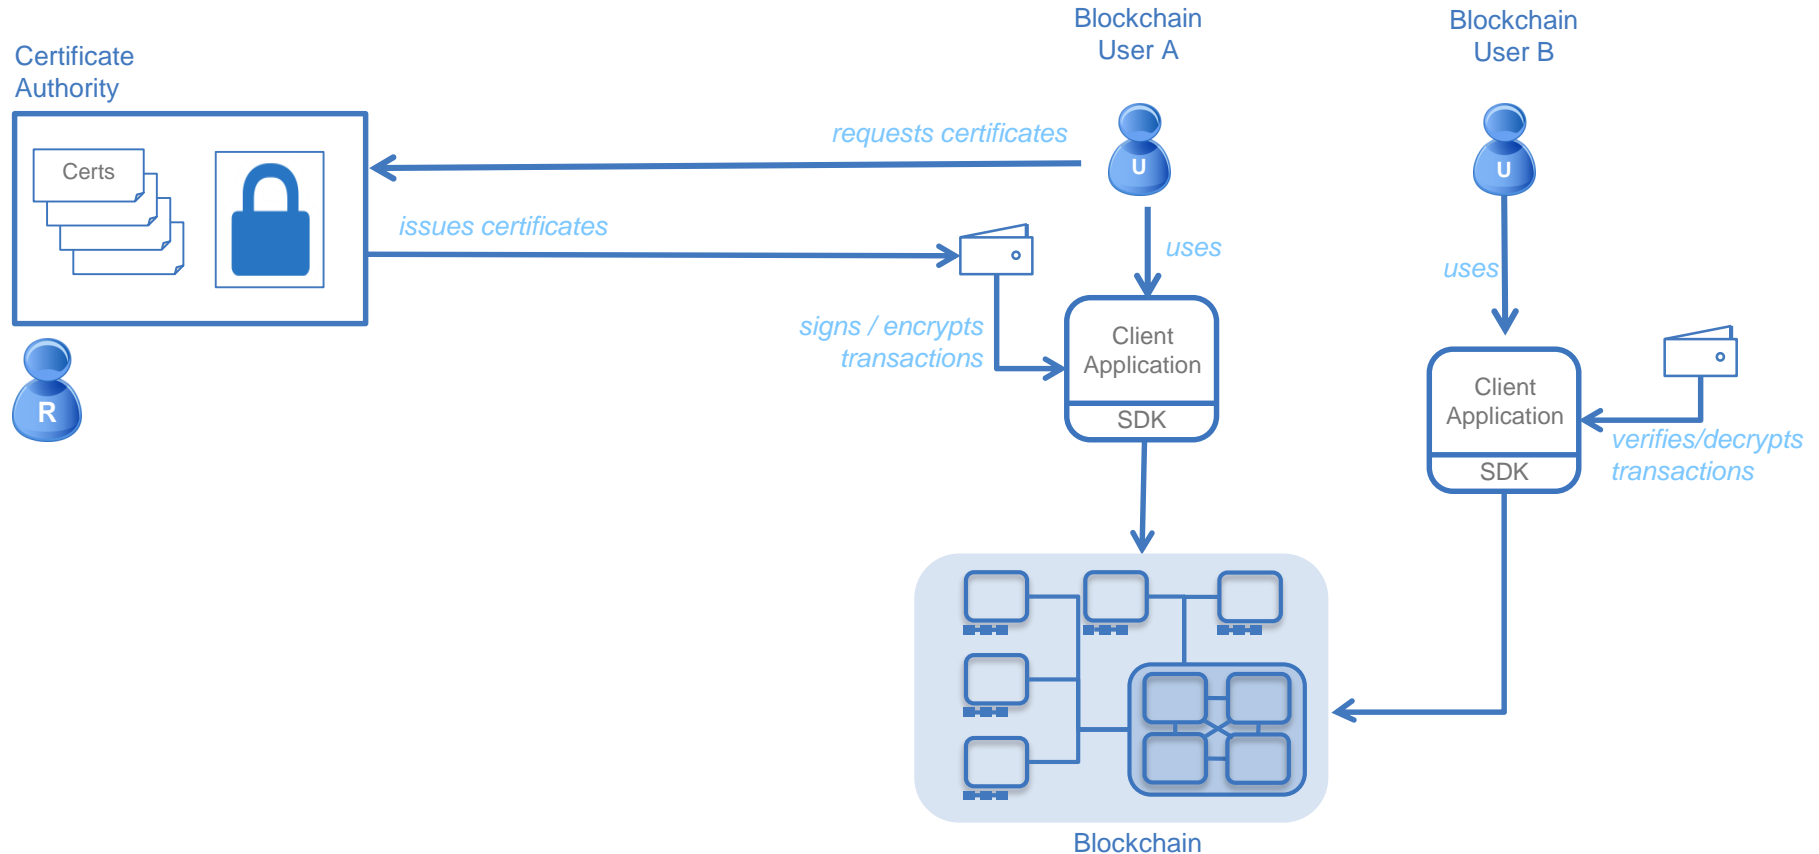 Blockchain
User A
Blockchain
User B
Certificate
Authority
requests certificates
Certs
U
U
issues certificates
uses
uses
signs / encrypts
transactions
Client
Application
SDK
R
Client
Application
SDK
verifies/decrypts
transactions
Blockchain